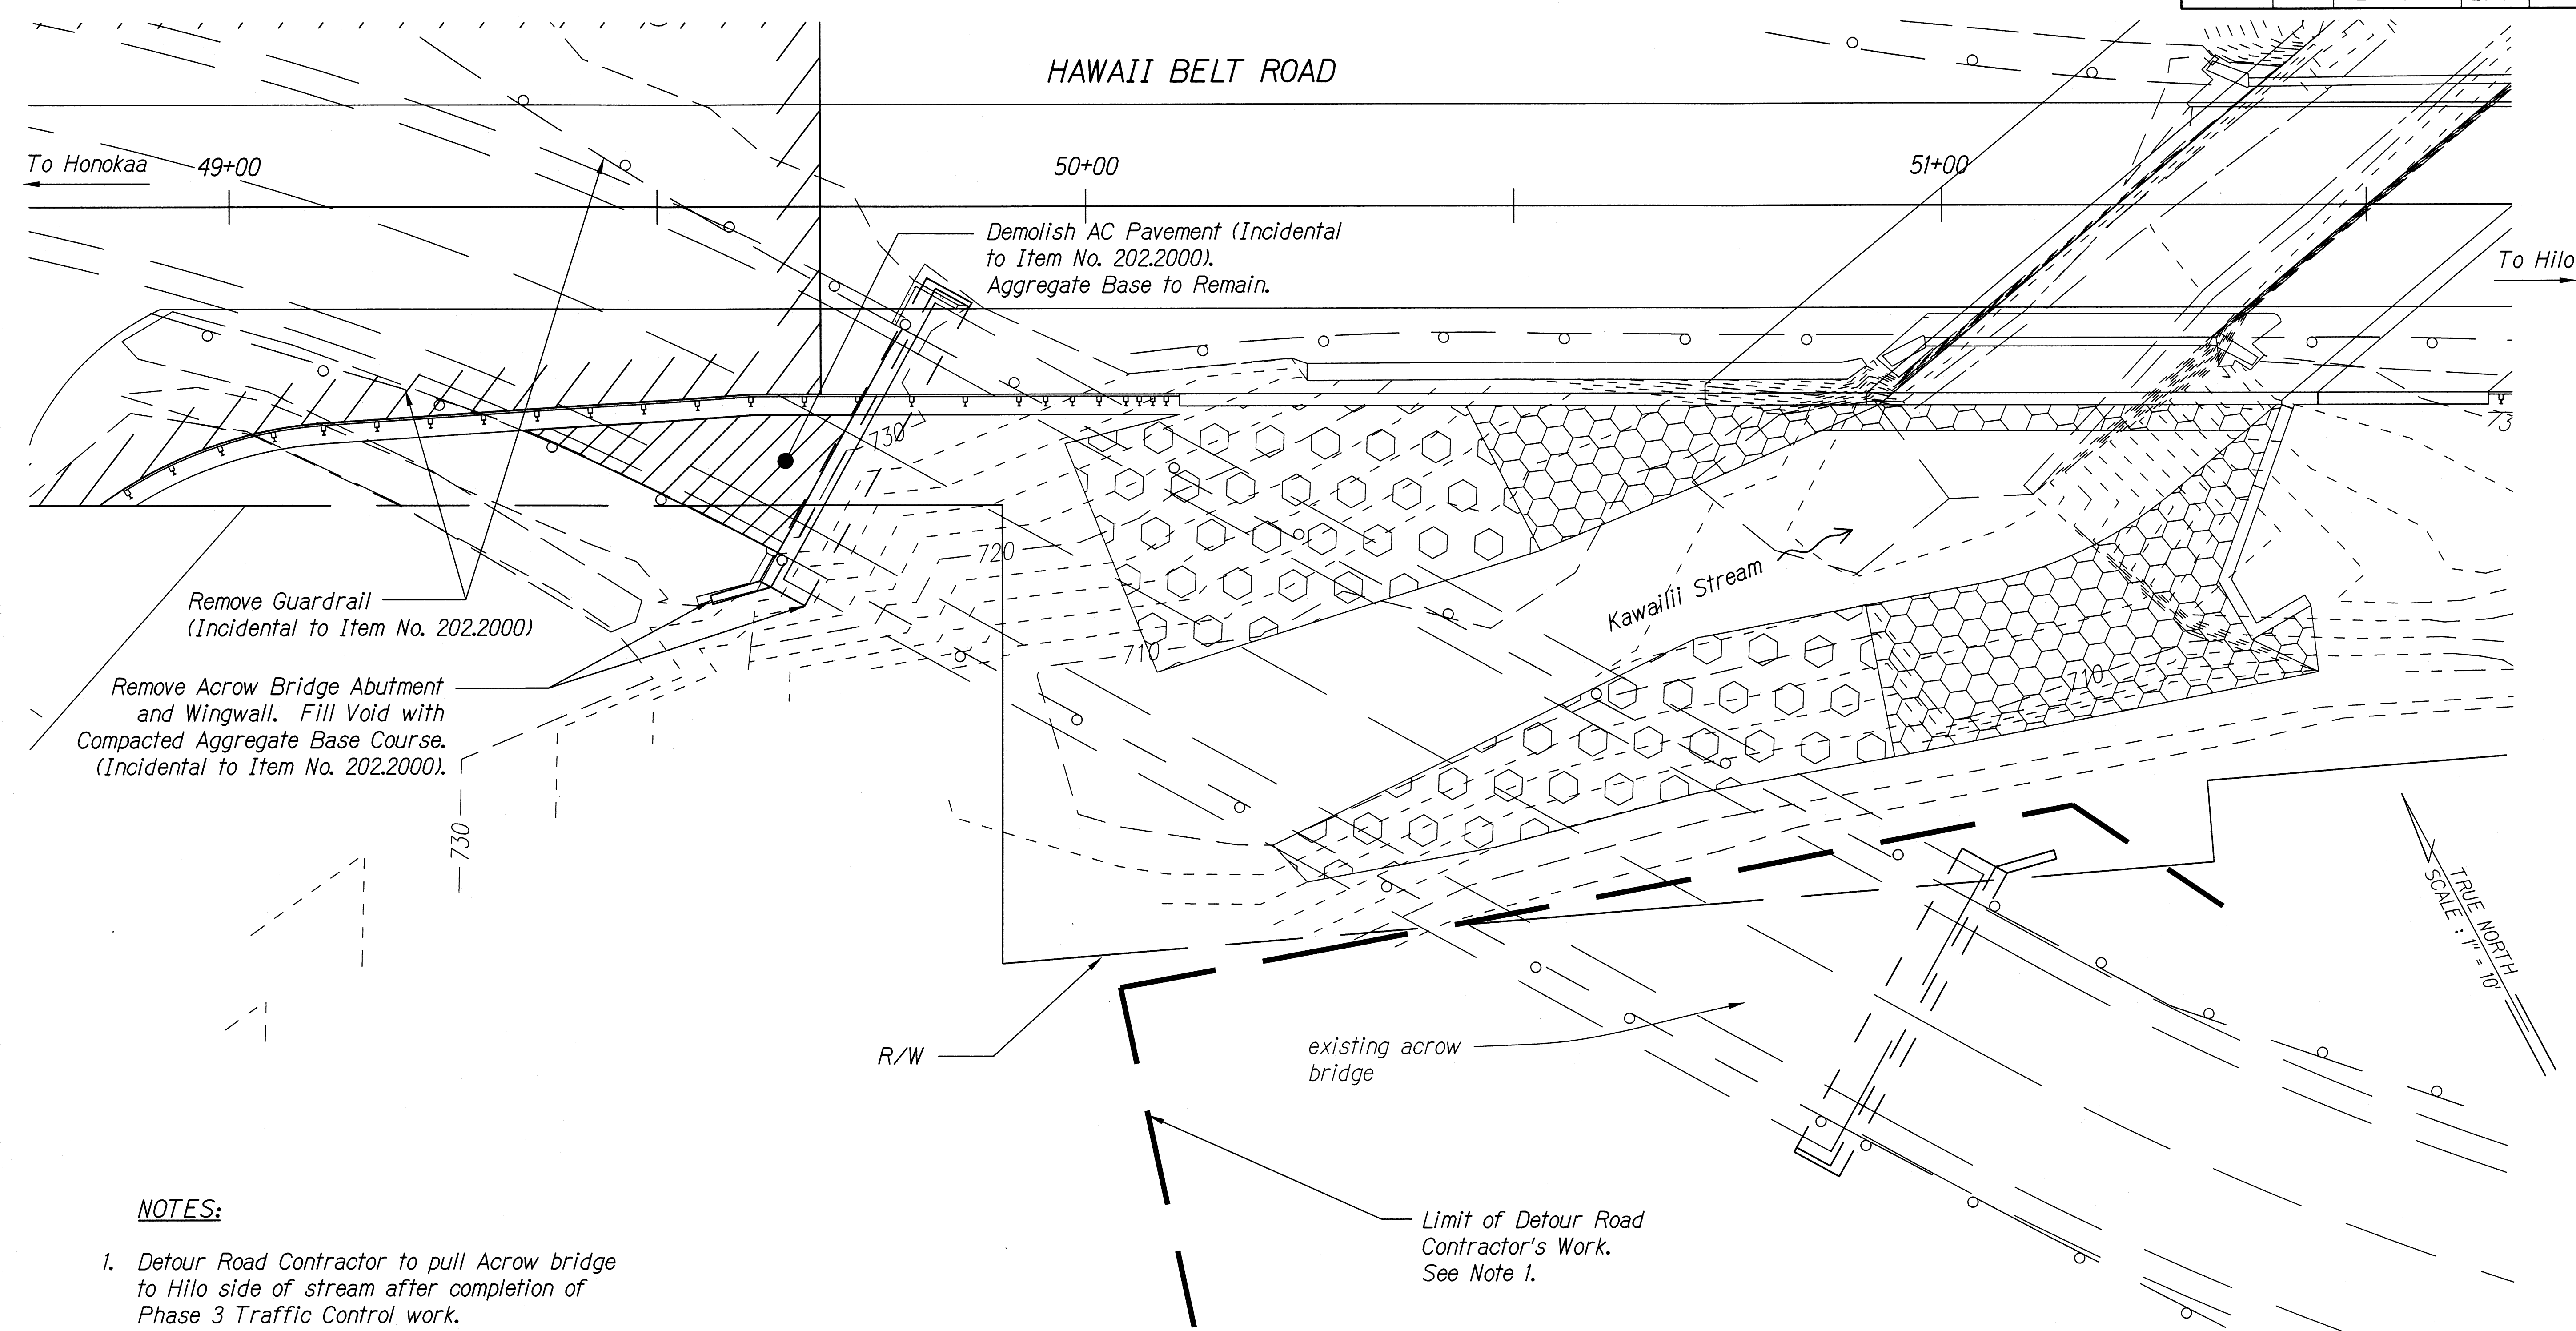 HAWAII BELT ROAD
To Honokaa
49+00
50+00
51+00
To Hilo
Demolish AC Pavement (Incidental
to Item No. 202.2000).
Aggregate Base to Remain.
730
720
710
Kawailii Stream
710
73
Remove Guardrail
(Incidental to Item No. 202.2000)
Remove Acrow Bridge Abutment
and Wingwall. Fill Void with
Compacted Aggregate Base Course.
(Incidental to Item No. 202.2000).
730
TRUE NORTH
SCALE : 1" = 10'
R/W
existing acrow
bridge
Limit of Detour Road
Contractor's Work.
See Note 1.
NOTES:
1. Detour Road Contractor to pull Acrow bridge
to Hilo side of stream after completion of
Phase 3 Traffic Control work.